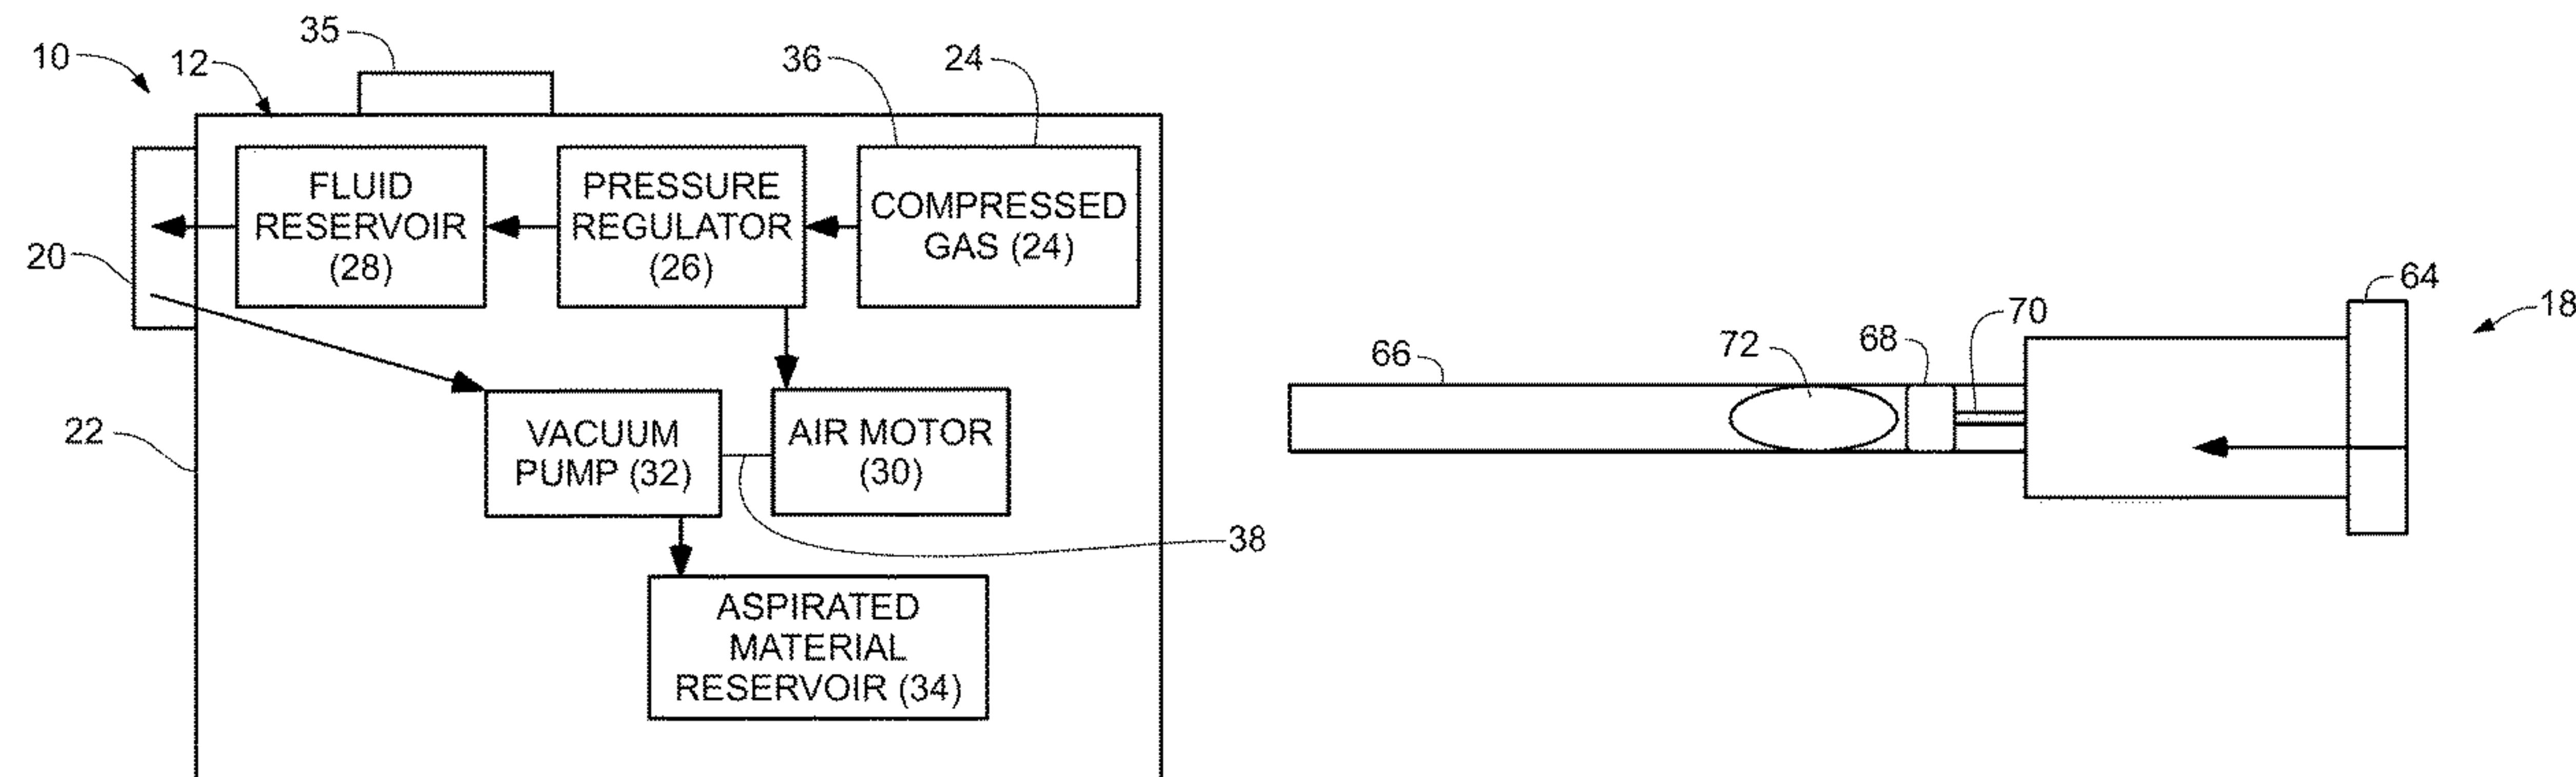 35
10
12
36
24
FLUID
RESERVOIR
(28)
PRESSURE
REGULATOR
(26)
COMPRESSED
GAS (24)
20
22
VACUUM
PUMP (32)
AIR MOTOR
(30)
38
ASPIRATED
MATERIAL
RESERVOIR (34)
64
18
70
68
72
66